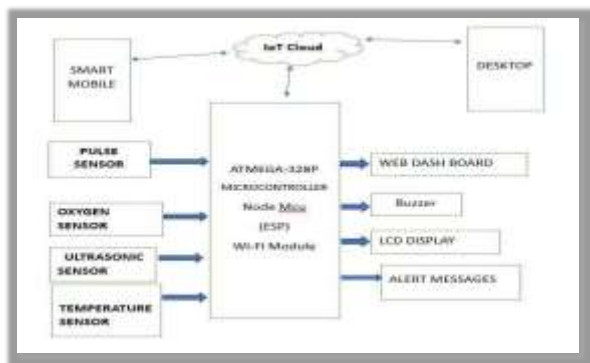 IoT Cloud
SMART
MOBILE
DESKTOP
PULSE
SENSOR
OXYGEN
SENSOR
ULTRASONIC
SENSOR
TEMPERATURE
SENSOR
ATMEGA-328P
MICROCONTROLLER
Node Mcu
(ESP)
Wi-Fi Module
WEB DASH BOARD
Buzzer
LCD DISPLAY
ALERT MESSAGES